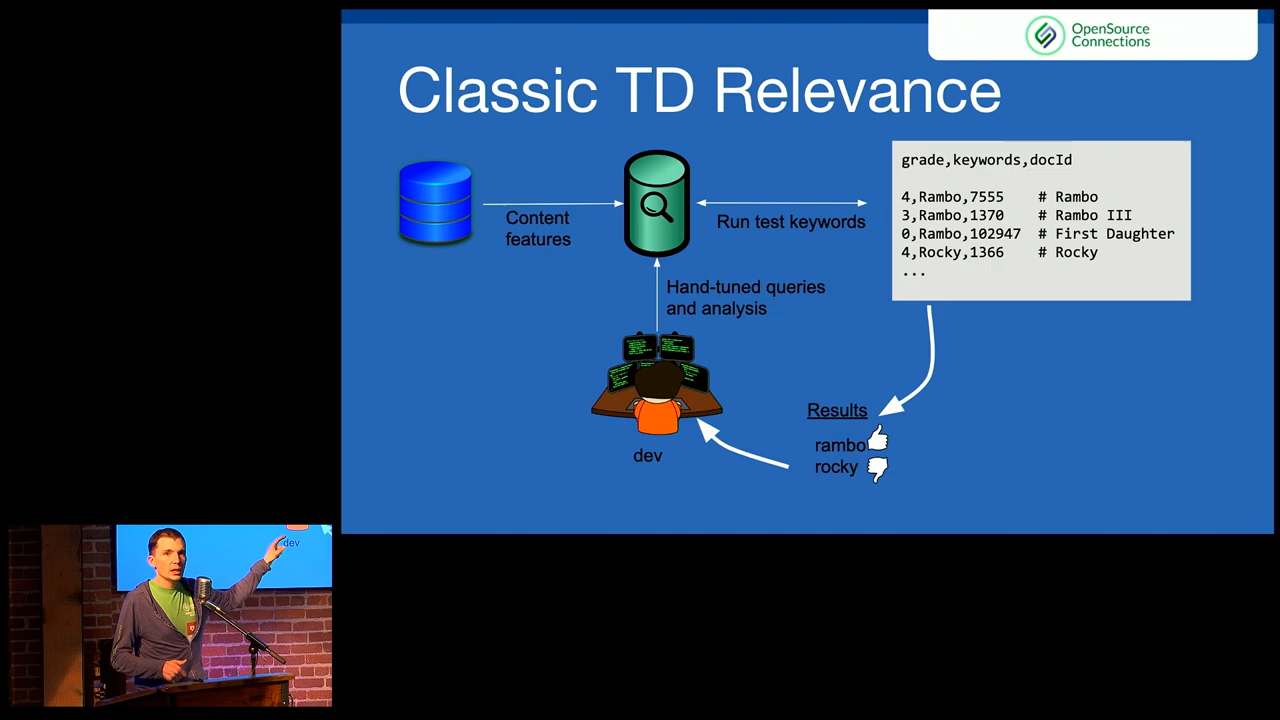 OpenSource
Connections
Classic TD Relevance
Content
features
Run test keywords
grade,keywords,docId
4,Rambo,7555 # Rambo
3,Rambo,1370 # Rambo III
0,Rambo,102947 # First Daughter
4,Rocky,1366 # Rocky
...
Hand-tuned queries
and analysis
dev
Results
rambo
rocky
dev